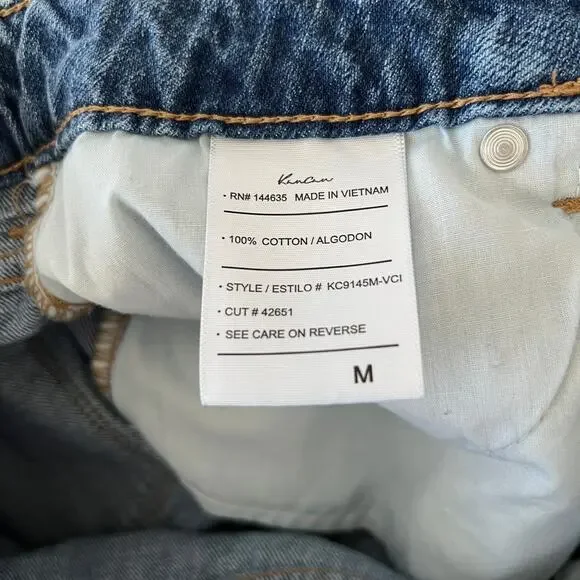 KanCan
• RN# 144635 MADE IN VIETNAM
• 100% COTTON / ALGODON
• STYLE / ESTILO # KC9145M-VCI
• CUT # 42651
• SEE CARE ON REVERSE
M